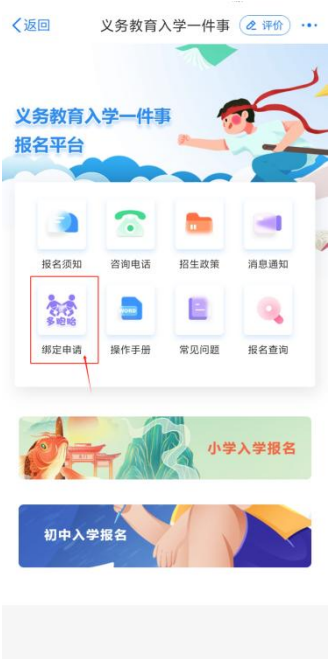 返回
义务教育入学一件事
评价
义务教育入学一件事
报名平台
报名须知
咨询电话
招生政策
消息通知
多胞胎
绑定申请
操作手册
常见问题
报名查询
小学入学报名
初中入学报名